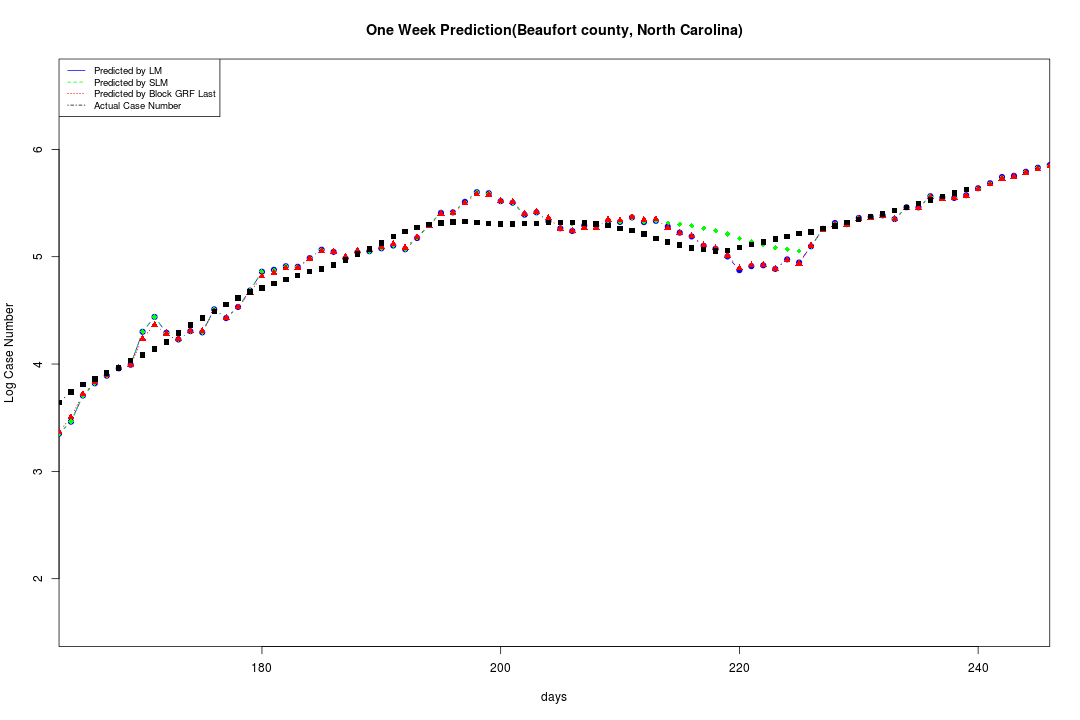 One Week Prediction(Beaufort county, North Carolina)
Predicted by LM
Predicted by SLM
Predicted by Block GRF Last
Actual Case Number
Log Case Number
6
5
4
3
2
180 200 220 240
days